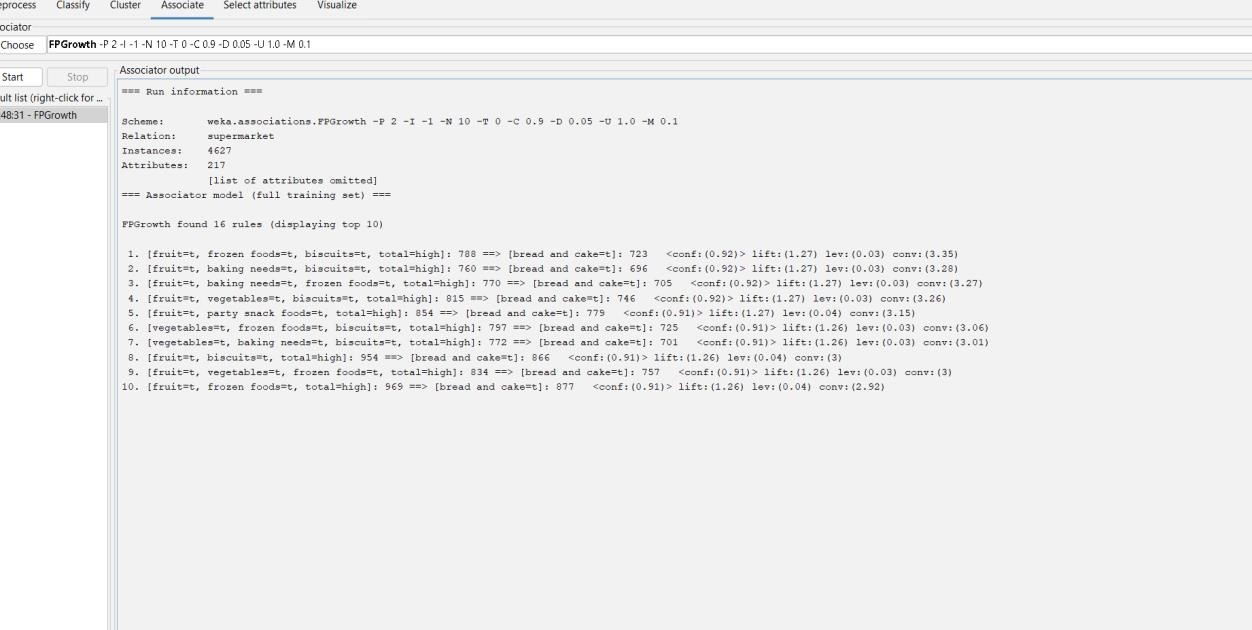 eprocess Classify Cluster Associate Select attributes Visualize
ociator
Choose FPGrowth -P 2 -I -1 -N 10 -T 0 -C 0.9 -D 0.05 -U 1.0 -M 0.1
Start Stop
ult list (right-click for ...
48:31 - FPGrowth
Associator output
=== Run information ===
Scheme: weka.associations.FPGrowth -P 2 -I -1 -N 10 -T 0 -C 0.9 -D 0.05 -U 1.0 -M 0.1
Relation: supermarket
Instances: 4627
Attributes: 217
[list of attributes omitted]
=== Associator model (full training set) ===
FPGrowth found 16 rules (displaying top 10)
1. [fruit=t, frozen foods=t, biscuits=t, total=high]: 788 ==> [bread and cake=t]: 723 <conf:(0.92)> lift:(1.27) lev:(0.03) conv:(3.35)
2. [fruit=t, baking needs=t, biscuits=t, total=high]: 760 ==> [bread and cake=t]: 696 <conf:(0.92)> lift:(1.27) lev:(0.03) conv:(3.28)
3. [fruit=t, baking needs=t, frozen foods=t, total=high]: 770 ==> [bread and cake=t]: 705 <conf:(0.92)> lift:(1.27) lev:(0.03) conv:(3.27)
4. [fruit=t, vegetables=t, biscuits=t, total=high]: 815 ==> [bread and cake=t]: 746 <conf:(0.92)> lift:(1.27) lev:(0.03) conv:(3.26)
5. [fruit=t, party snack foods=t, total=high]: 854 ==> [bread and cake=t]: 779 <conf:(0.91)> lift:(1.27) lev:(0.04) conv:(3.15)
6. [vegetables=t, frozen foods=t, biscuits=t, total=high]: 797 ==> [bread and cake=t]: 725 <conf:(0.91)> lift:(1.26) lev:(0.03) conv:(3.06)
7. [vegetables=t, baking needs=t, biscuits=t, total=high]: 772 ==> [bread and cake=t]: 701 <conf:(0.91)> lift:(1.26) lev:(0.03) conv:(3.01)
8. [fruit=t, biscuits=t, total=high]: 954 ==> [bread and cake=t]: 866 <conf:(0.91)> lift:(1.26) lev:(0.04) conv:(3)
9. [fruit=t, vegetables=t, frozen foods=t, total=high]: 834 ==> [bread and cake=t]: 757 <conf:(0.91)> lift:(1.26) lev:(0.03) conv:(3)
10. [fruit=t, frozen foods=t, total=high]: 969 ==> [bread and cake=t]: 877 <conf:(0.91)> lift:(1.26) lev:(0.04) conv:(2.92)